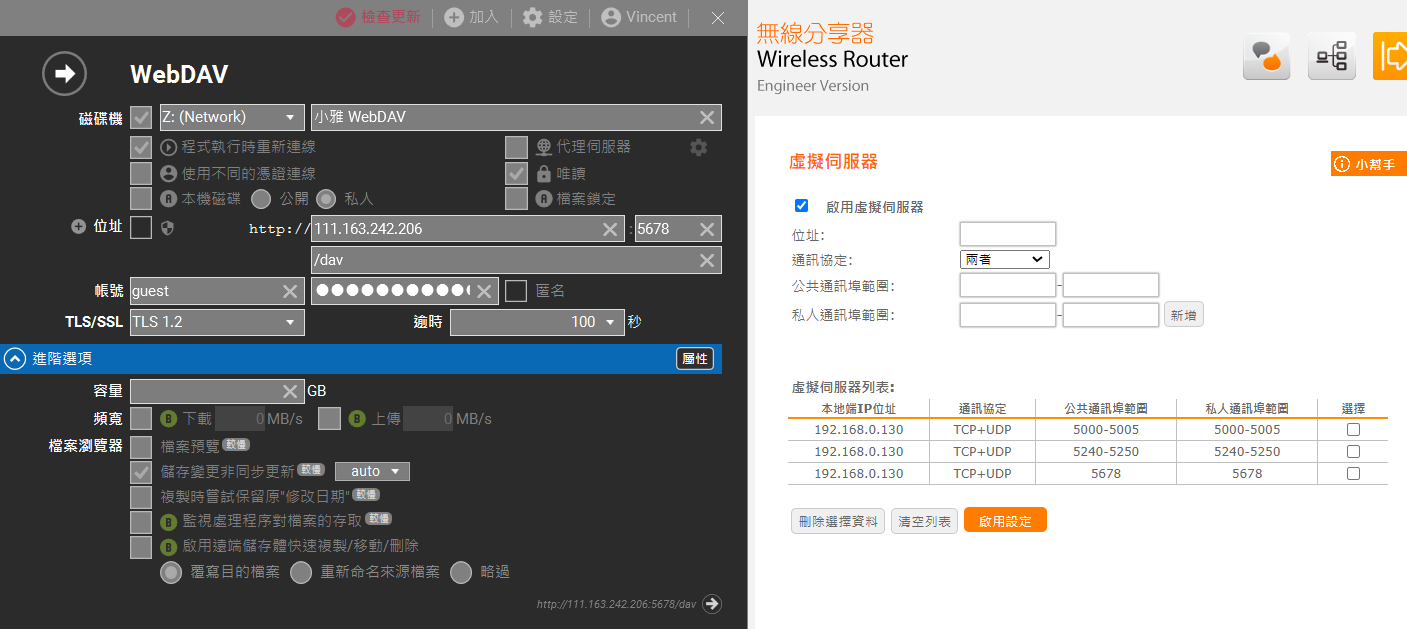 檢查更新 加入 設定 Vincent
WebDAV
磁碟機 Z: (Network) 小雅 WebDAV
程式執行時重新連線 代理伺服器
使用不同的憑證連線 唯讀
本機磁碟 公開 私人 檔案鎖定
位址 http:// 111.163.242.206 : 5678
/dav
帳號 guest 匿名
TLS/SSL TLS 1.2 逾時 100 秒
進階選項 屬性
容量 GB
頻寬 B 下載 0 MB/s B 上傳 0 MB/s
檔案瀏覽器 檔案預覽 較慢
儲存變更非同步更新 較慢 auto
複製時嘗試保留原"修改日期" 較慢
B 監視處理程序對檔案的存取 較慢
B 啟用遠端儲存體快速複製/移動/刪除
覆寫目的檔案 重新命名來源檔案 略過
http://111.163.242.206:5678/dav
無線分享器
Wireless Router
Engineer Version
虛擬伺服器 小幫手
啟用虛擬伺服器
位址:
通訊協定: 兩者
公共通訊埠範圍: -
私人通訊埠範圍: - 新增
虛擬伺服器列表:
本地端IP位址 通訊協定 公共通訊埠範圍 私人通訊埠範圍 選擇
192.168.0.130 TCP+UDP 5000-5005 5000-5005
192.168.0.130 TCP+UDP 5240-5250 5240-5250
192.168.0.130 TCP+UDP 5678 5678
刪除選擇資料 清空列表 啟用設定